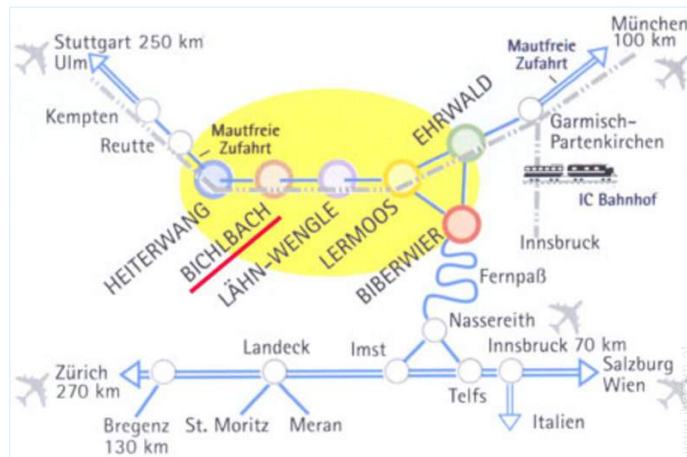 Stuttgart 250 km
Ulm
München
100 km
Mautfreie
Zufahrt
Kempten
Reutte
Mautfreie
Zufahrt
EHRWALD
Garmisch-
Partenkirchen
IC Bahnhof
Innsbruck
HEITERWANG
BICHLBACH
LÄHN-WENGLE
LERMOOS
BIBERWIER
Fernpaß
Nassereith
Zürich
270 km
Landeck
Imst
Innsbruck 70 km
Salzburg
Wien
Telfs
Bregenz
130 km
St. Moritz
Meran
Italien